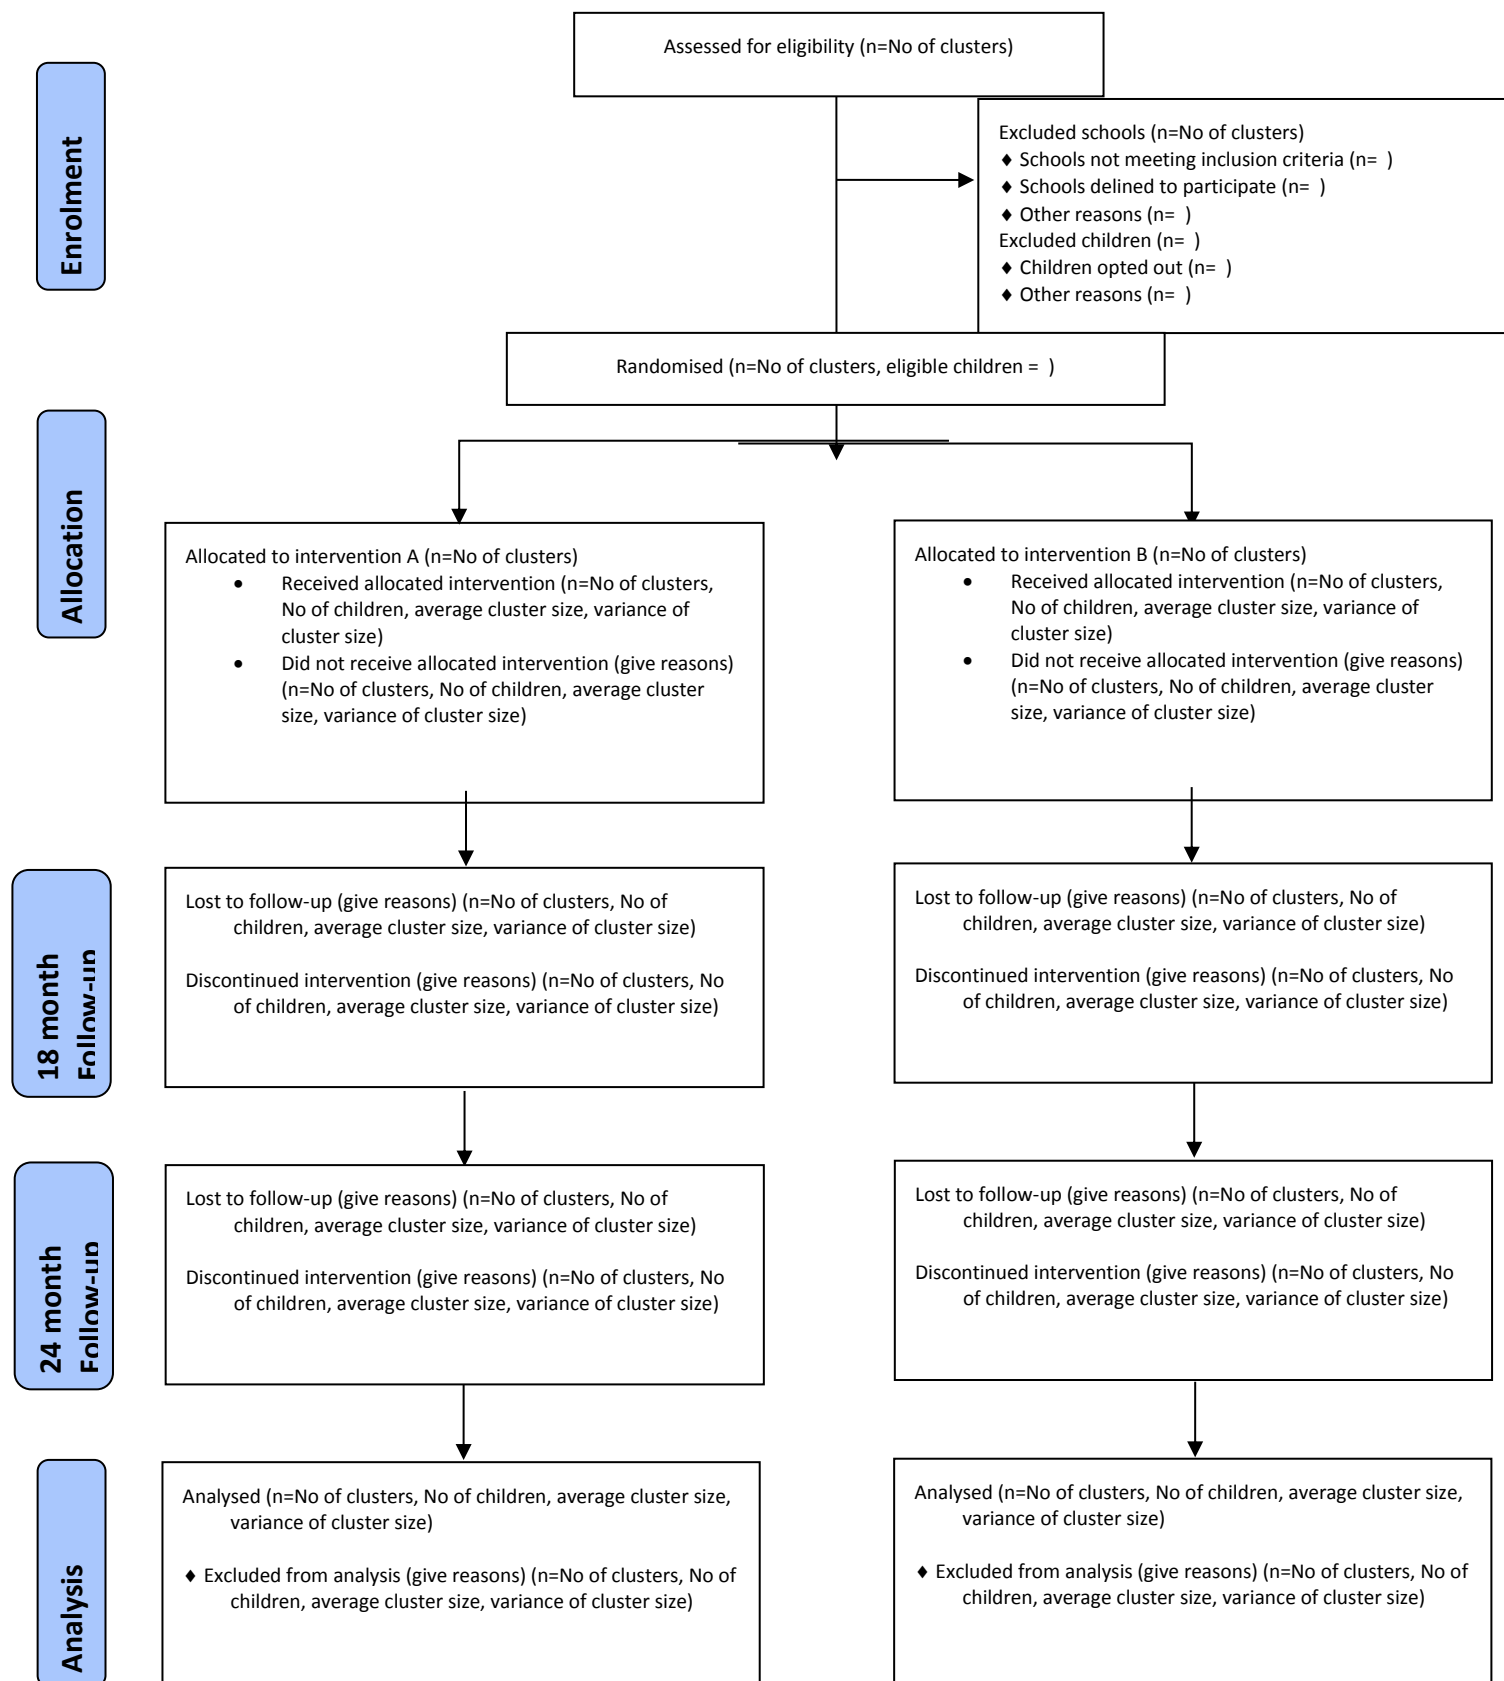 Assessed for eligibility (n=No of clusters)
Enrolment
Excluded schools (n=No of clusters)
♦ Schools not meeting inclusion criteria (n=  )
♦ Schools delined to participate (n=  )
♦ Other reasons (n=  )
Excluded children (n=  )
♦ Children opted out (n=  )
♦ Other reasons (n=  )
Randomised (n=No of clusters, eligible children =  )
Allocation
Allocated to intervention A (n=No of clusters)
• Received allocated intervention (n=No of clusters,
No of children, average cluster size, variance of
cluster size)
• Did not receive allocated intervention (give reasons)
(n=No of clusters, No of children, average cluster
size, variance of cluster size)
Allocated to intervention B (n=No of clusters)
• Received allocated intervention (n=No of clusters,
No of children, average cluster size, variance of
cluster size)
• Did not receive allocated intervention (give reasons)
(n=No of clusters, No of children, average cluster
size, variance of cluster size)
18 month
Follow-up
Lost to follow-up (give reasons) (n=No of clusters, No of
children, average cluster size, variance of cluster size)
Discontinued intervention (give reasons) (n=No of clusters, No
of children, average cluster size, variance of cluster size)
Lost to follow-up (give reasons) (n=No of clusters, No of
children, average cluster size, variance of cluster size)
Discontinued intervention (give reasons) (n=No of clusters, No
of children, average cluster size, variance of cluster size)
24 month
Follow-up
Lost to follow-up (give reasons) (n=No of clusters, No of
children, average cluster size, variance of cluster size)
Discontinued intervention (give reasons) (n=No of clusters, No
of children, average cluster size, variance of cluster size)
Lost to follow-up (give reasons) (n=No of clusters, No of
children, average cluster size, variance of cluster size)
Discontinued intervention (give reasons) (n=No of clusters, No
of children, average cluster size, variance of cluster size)
Analysis
Analysed (n=No of clusters, No of children, average cluster size,
variance of cluster size)
♦ Excluded from analysis (give reasons) (n=No of clusters, No of
children, average cluster size, variance of cluster size)
Analysed (n=No of clusters, No of children, average cluster size,
variance of cluster size)
♦ Excluded from analysis (give reasons) (n=No of clusters, No of
children, average cluster size, variance of cluster size)